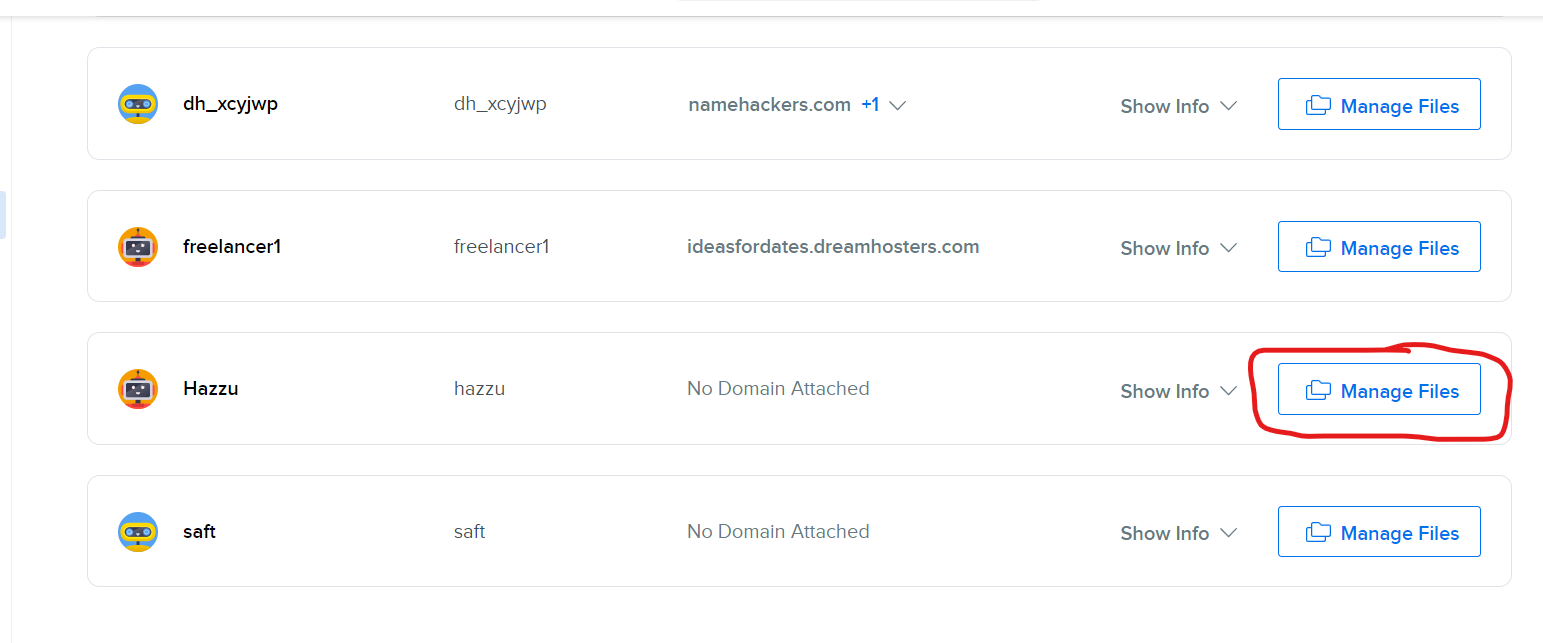 dh_xcyjwp dh_xcyjwp namehackers.com +1 Show Info Manage Files
freelancer1 freelancer1 ideasfordates.dreamhosters.com Show Info Manage Files
Hazzu hazzu No Domain Attached Show Info Manage Files
saft saft No Domain Attached Show Info Manage Files